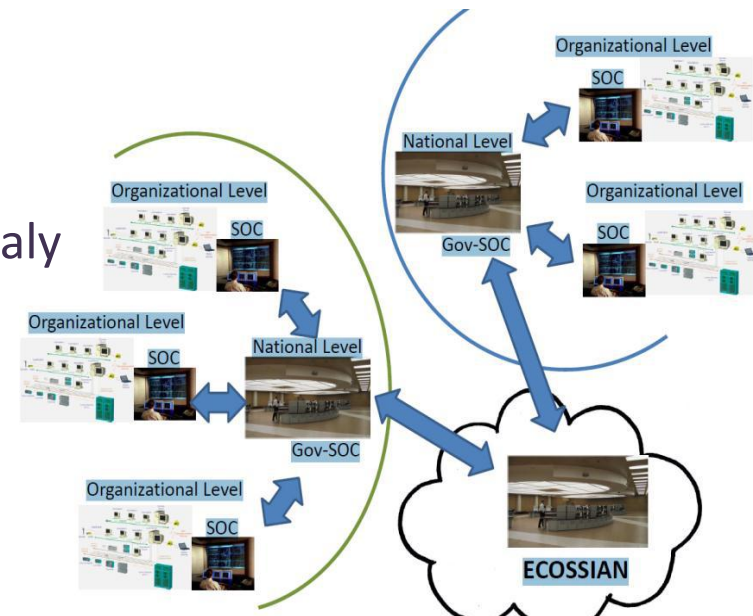 Organizational Level
SOC
National Level
Gov-SOC
Organizational Level
SOC
aly
Organizational Level
SOC
Organizational Level
SOC
National Level
Gov-SOC
Organizational Level
SOC
ECOSSIAN